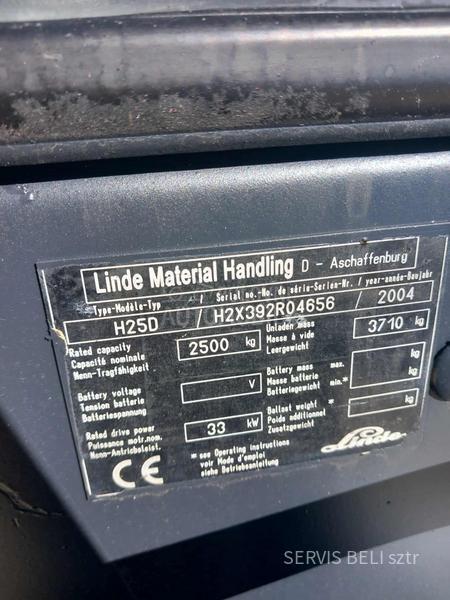 Linde Material Handling D - Aschaffenburg
Type-Modèle-Typ / Serial no.-No. de série-Serien-Nr. / year-année-Baujahr
H25D / H2X392R04656 / 2004
Rated capacity
Capacité nominale
Nenn-Tragfähigkeit
2500 kg
Unladen mass
Masse à vide
Leergewicht
3710 kg
Battery voltage
Tension batterie
Batteriespannung
V
Battery mass max.
Masse batterie
Batteriegewicht min.*
kg
kg
Rated drive power
Puissance motr.nom.
Nenn-Antriebsleist.
33 kW
Ballast weight *
Poids additionnel
Zusatzgewicht
kg
* see Operating instructions
voir Mode d'emploi
siehe Betriebsanleitung
CE
Linde
SERVIS BELI sztr